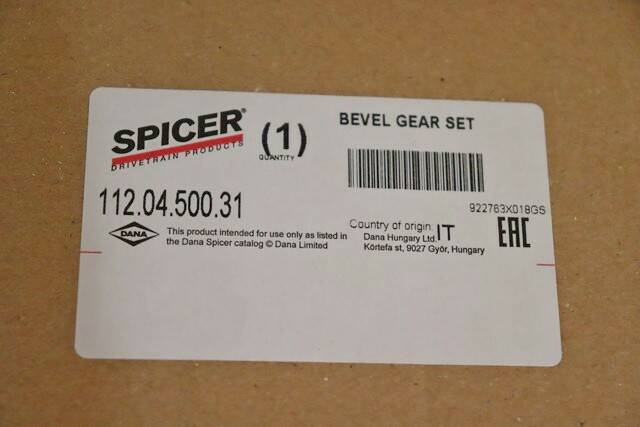 SPICER®
DRIVETRAIN PRODUCTS
(1)
QUANTITY
BEVEL GEAR SET
112.04.500.31
922763X018GS
DANA
This product intended for use only as listed in
the Dana Spicer catalog © Dana Limited
Country of origin: IT
Dana Hungary Ltd.
Körtefa st, 9027 Győr, Hungary
EAC